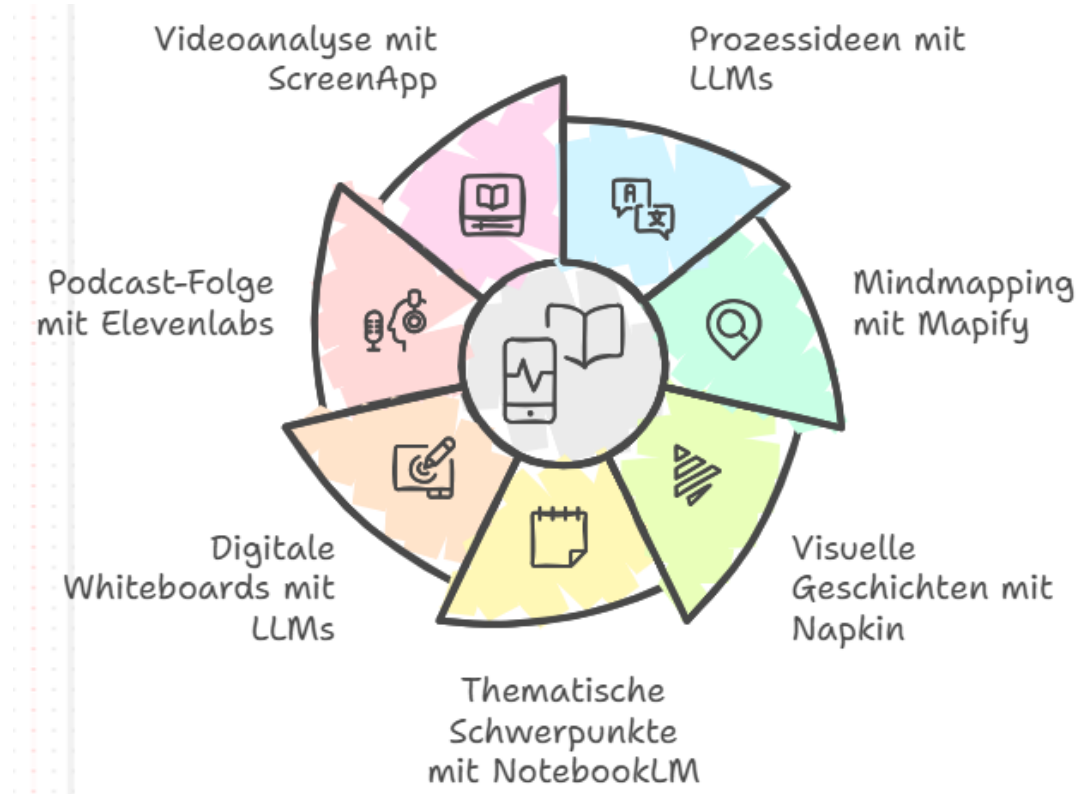 Videoanalyse mit
ScreenApp
Prozessideen mit
LLMs
A
文
Podcast-Folge
mit Elevenlabs
Mindmapping
mit Mapify
Digitale
Whiteboards mit
LLMs
Visuelle
Geschichten mit
Napkin
Thematische
Schwerpunkte
mit NotebookLM